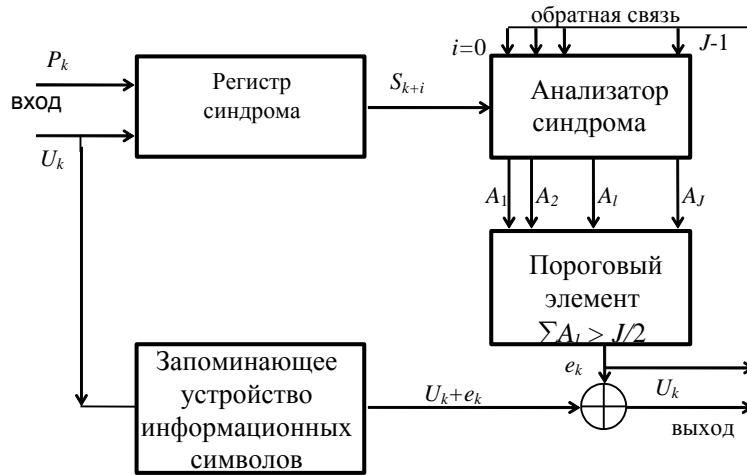 обратная связь
i=0
J-1
P_k
вход
U_k
Регистр
синдрома
S_{k+i}
Анализатор
синдрома
A_1 A_2 A_l A_J
Пороговый
элемент
∑A_l > J/2
e_k
Запоминающее
устройство
информационных
символов
U_k+e_k
U_k
выход